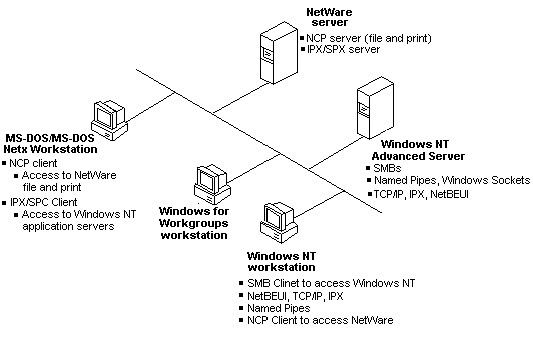 NetWare
server
NCP server (file and print)
IPX/SPX server
MS-DOS/MS-DOS
Netx Workstation
NCP client
Access to NetWare
file and print
IPX/SPC Client
Access to Windows NT
application servers
Windows NT
Advanced Server
SMBs
Named Pipes, Windows Sockets
TCP/IP, IPX, NetBEUI
Windows for
Workgroups
workstation
Windows NT
workstation
SMB Clinet to access Windows NT
NetBEUI, TCP/IP, IPX
Named Pipes
NCP Client to access NetWare